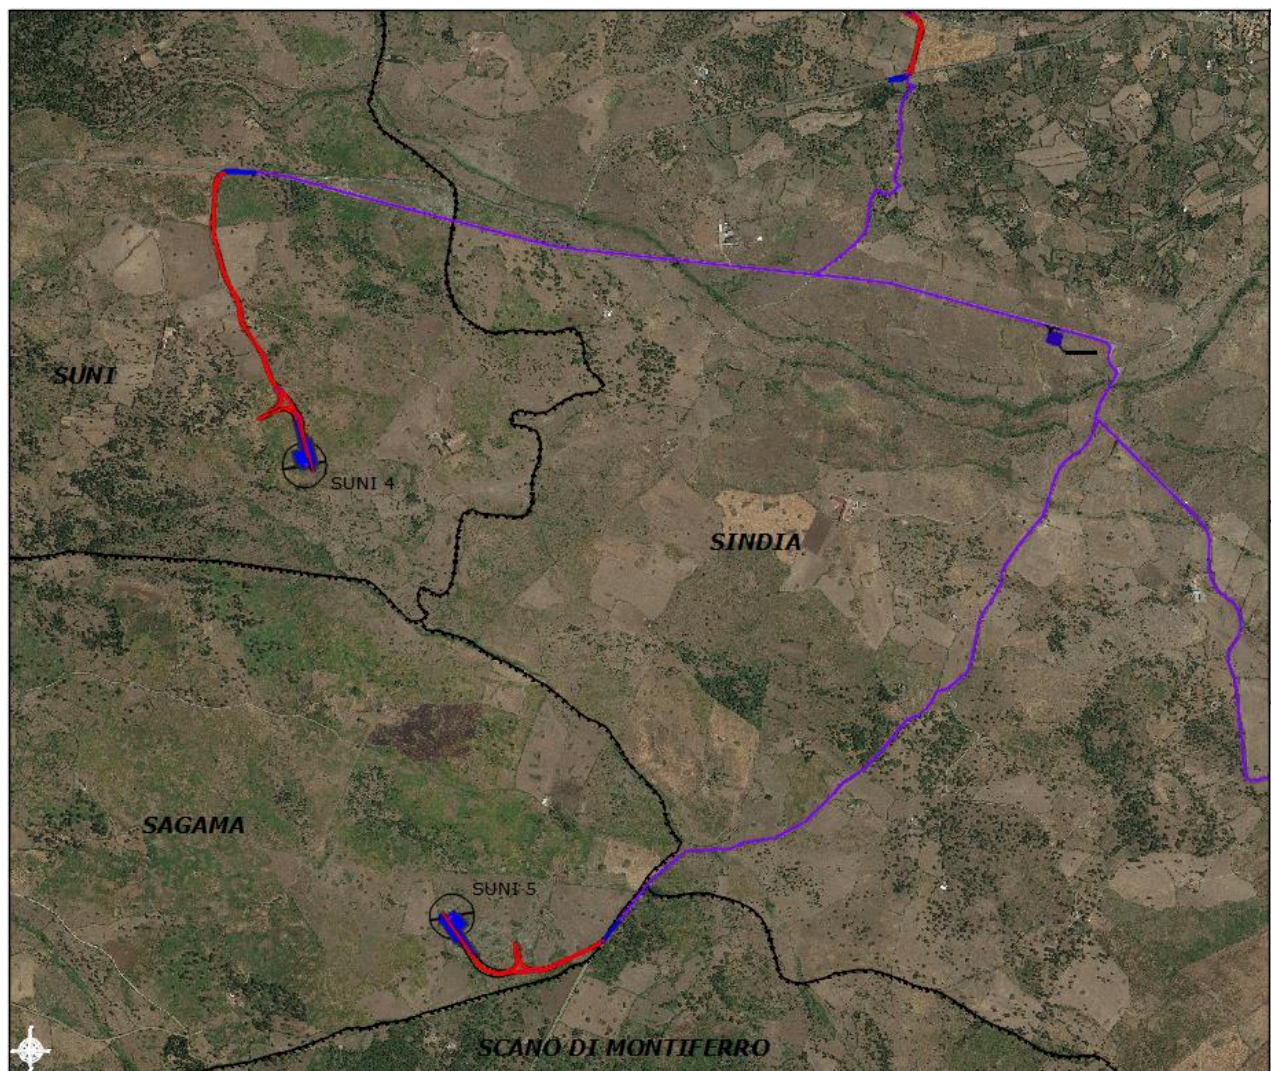 SUNI
SUNI 4
SINDIA
SAGAMA
SUNI 5
SCANO DI MONTIFERRO